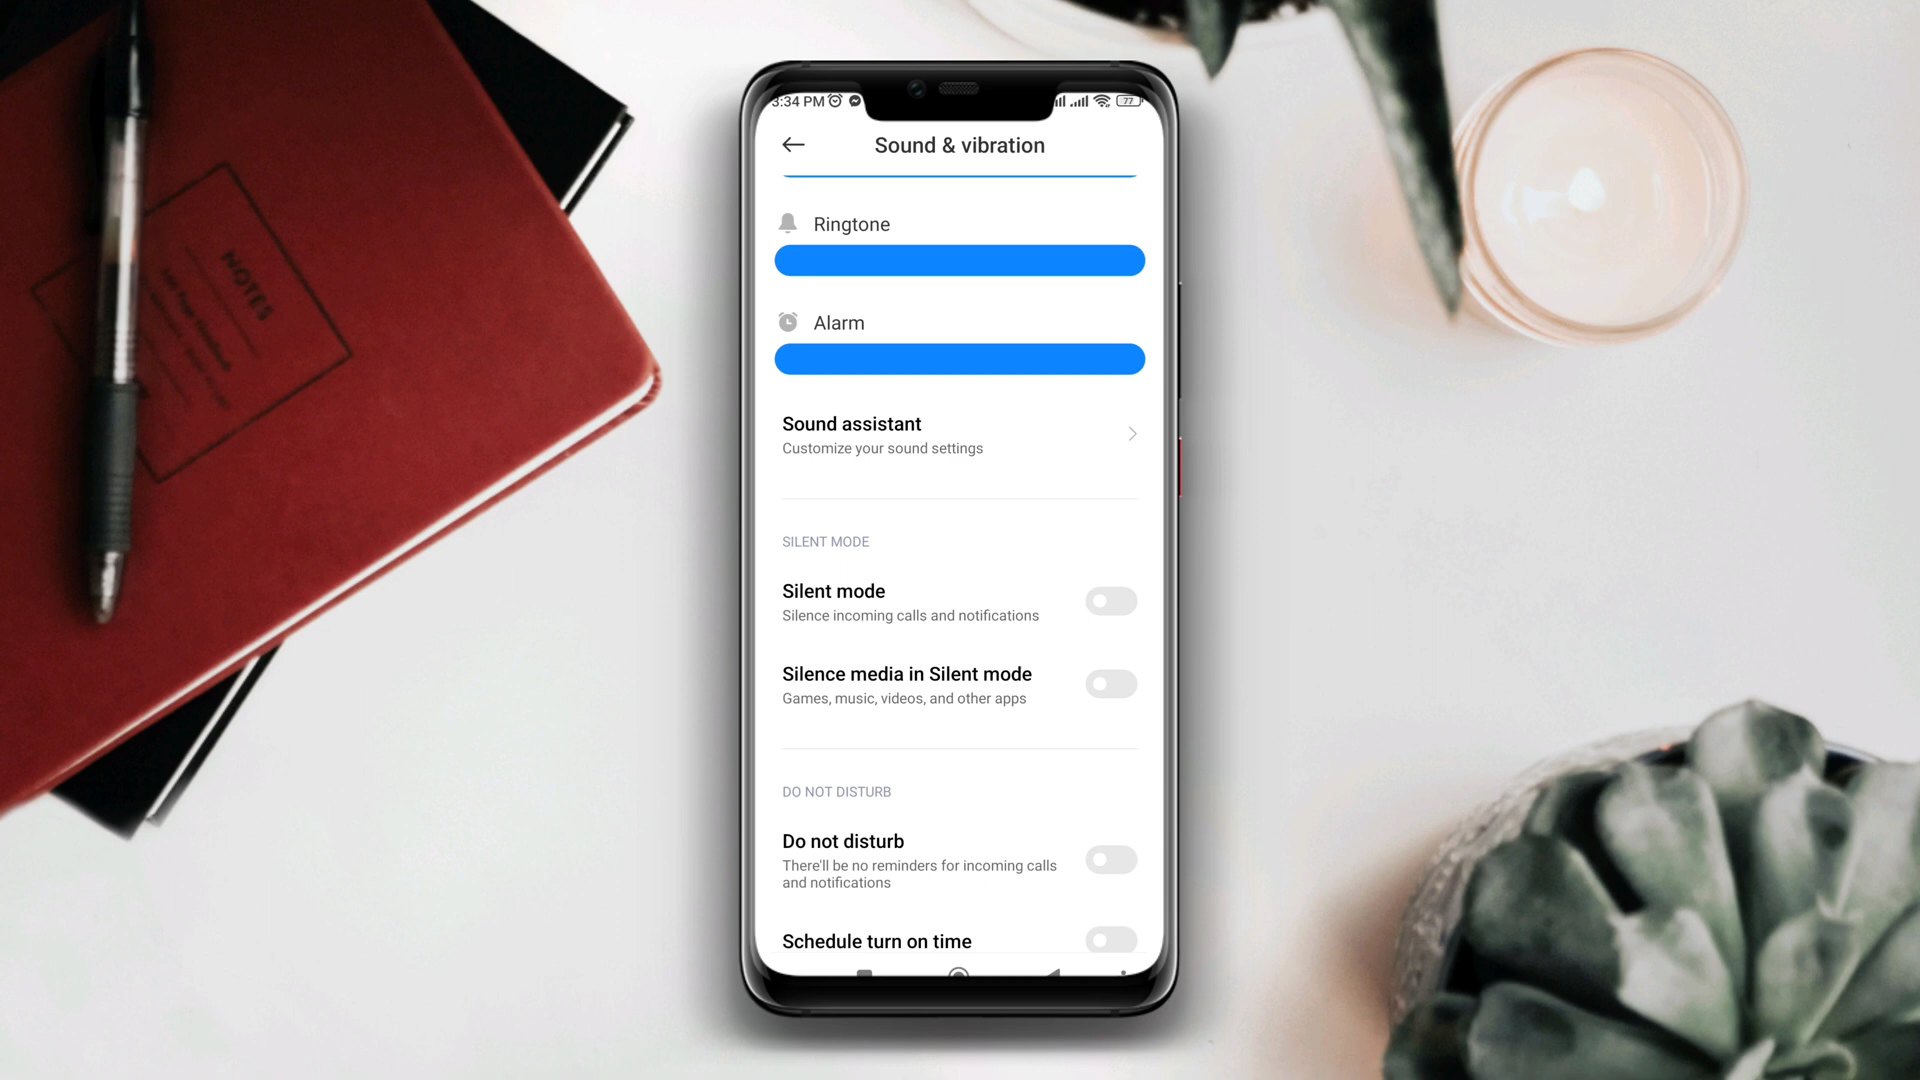 3:34 PM
77
Sound & vibration
Ringtone
Alarm
Sound assistant
Customize your sound settings
SILENT MODE
Silent mode
Silence incoming calls and notifications
Silence media in Silent mode
Games, music, videos, and other apps
DO NOT DISTURB
Do not disturb
There'll be no reminders for incoming calls
and notifications
Schedule turn on time
NOTES